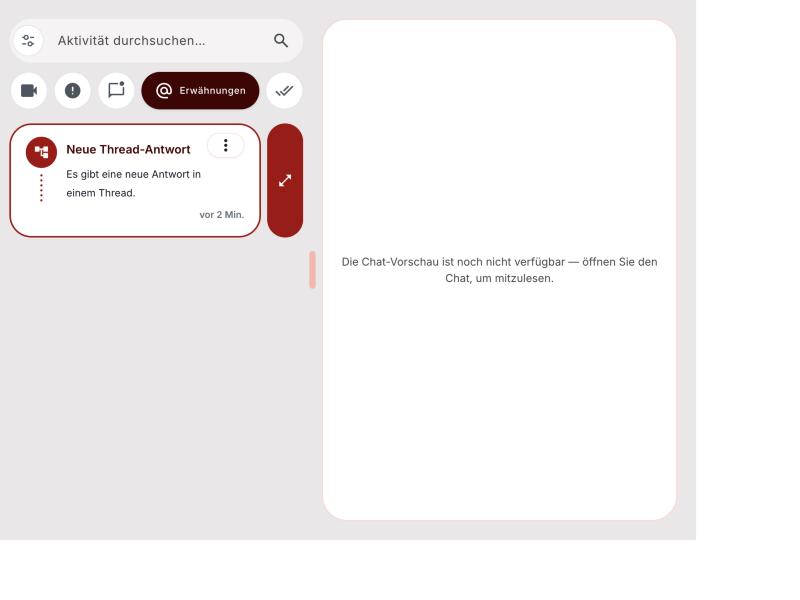 Aktivität durchsuchen...
Erwähnungen
Neue Thread-Antwort
Es gibt eine neue Antwort in
einem Thread.
vor 2 Min.
Die Chat-Vorschau ist noch nicht verfügbar — öffnen Sie den
Chat, um mitzulesen.